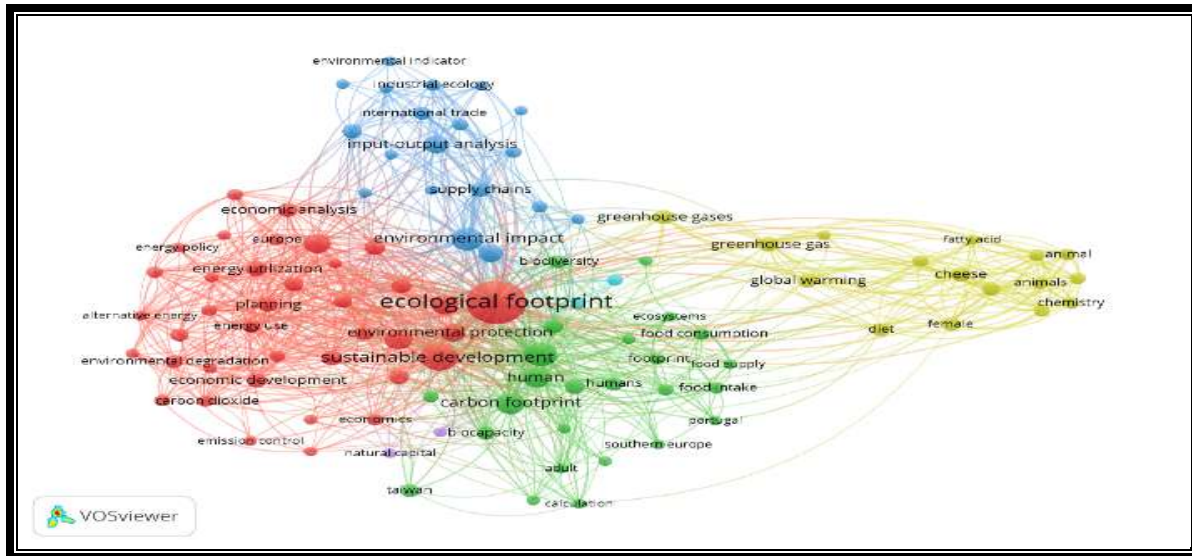 environmental indicator
industrial ecology
international trade
input-output analysis
supply chains
economic analysis
greenhouse gases
europe
environmental impact
greenhouse gas
fatty acid
energy policy
animal
biodiversity
energy utilization
cheese
global warming
animals
planning
ecological footprint
chemistry
alternative energy
ecosystems
energy use
environmental protection
food consumption
diet
female
environmental degradation
sustainable development
footprint
food supply
economic development
human
humans
food intake
carbon dioxide
carbon footprint
economics
portugal
biocapacity
emission control
southern europe
natural capital
adult
taiwan
calculation
VOSviewer